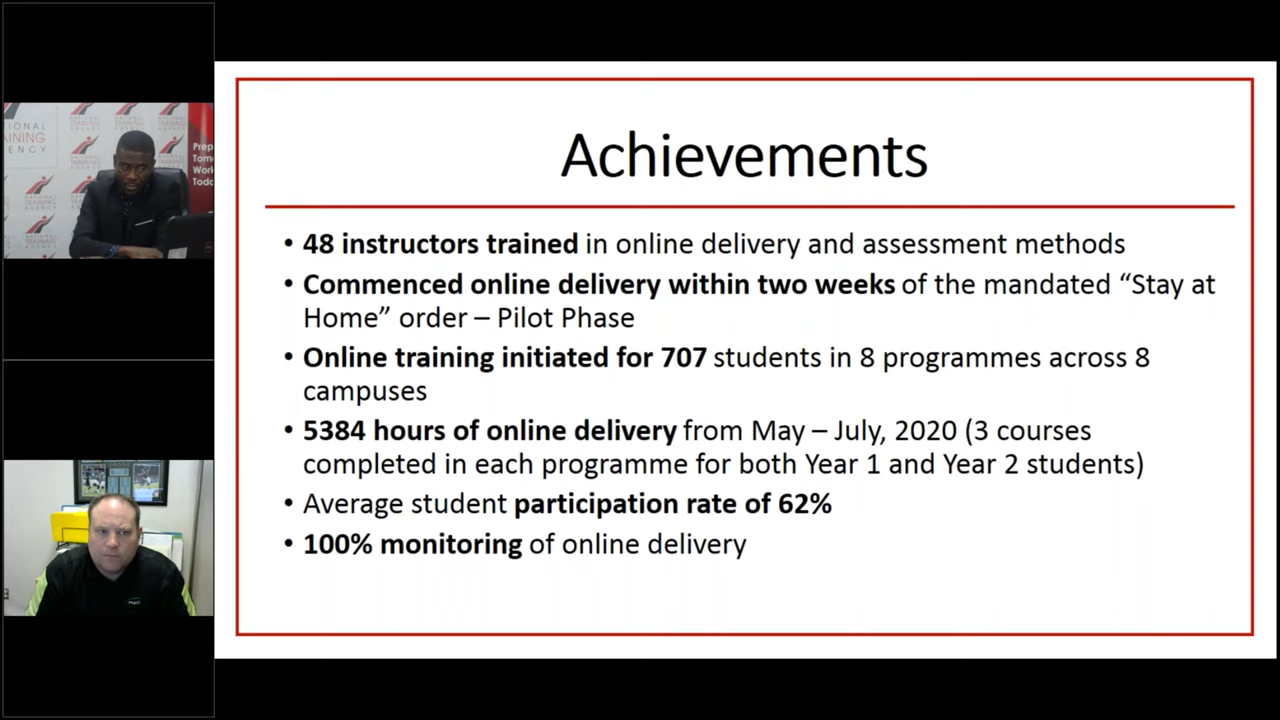 Achievements
• 48 instructors trained in online delivery and assessment methods
• Commenced online delivery within two weeks of the mandated “Stay at
Home” order – Pilot Phase
• Online training initiated for 707 students in 8 programmes across 8
campuses
• 5384 hours of online delivery from May – July, 2020 (3 courses
completed in each programme for both Year 1 and Year 2 students)
• Average student participation rate of 62%
• 100% monitoring of online delivery
NATIONAL
TRAINING
AGENCY